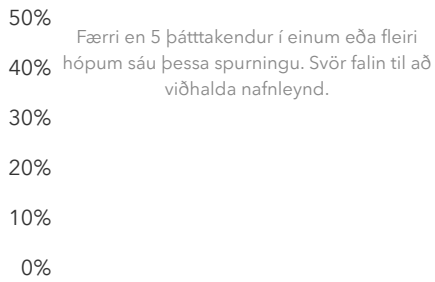 50%
Færri en 5 þátttakendur í einum eða fleiri
40%
hópum sáu þessa spurningu. Svör falin til að
viðhalda nafnleynd.
30%
20%
10%
0%